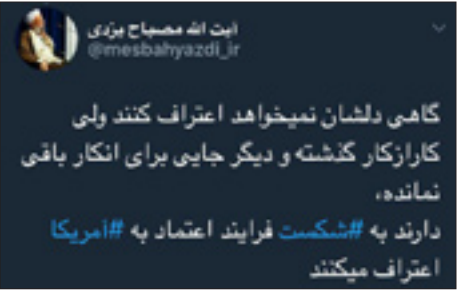 آیت الله مصباح یزدی
@mesbahyazdi_ir
گاهی دلشان نمیخواهد اعتراف کنند ولی
کارازکار گذشته و دیگر جایی برای انکار باقی
نمانده،
دارند به #شکست فرایند اعتماد به #آمریکا
اعتراف میکنند